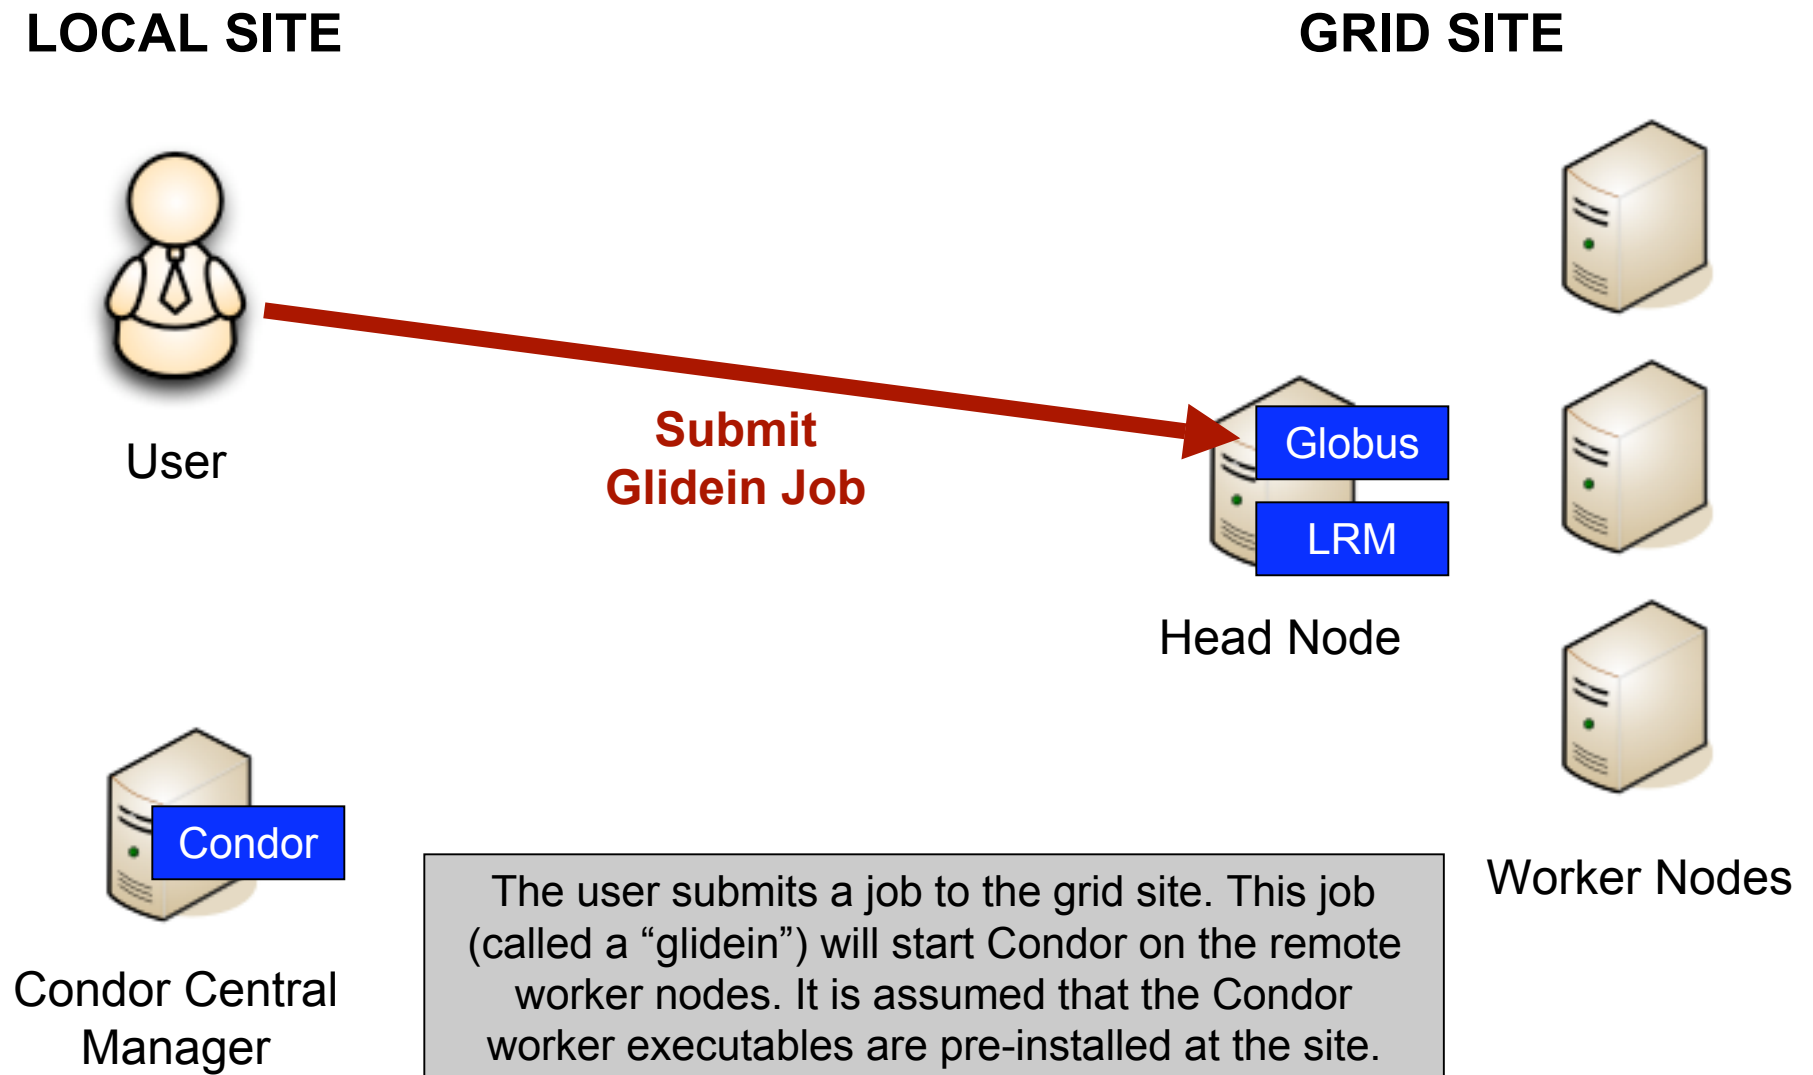 LOCAL SITE
GRID SITE
User
Submit
Glidein Job
Globus
LRM
Head Node
Condor
Condor Central
Manager
Worker Nodes
The user submits a job to the grid site. This job
(called a “glidein”) will start Condor on the remote
worker nodes. It is assumed that the Condor
worker executables are pre-installed at the site.